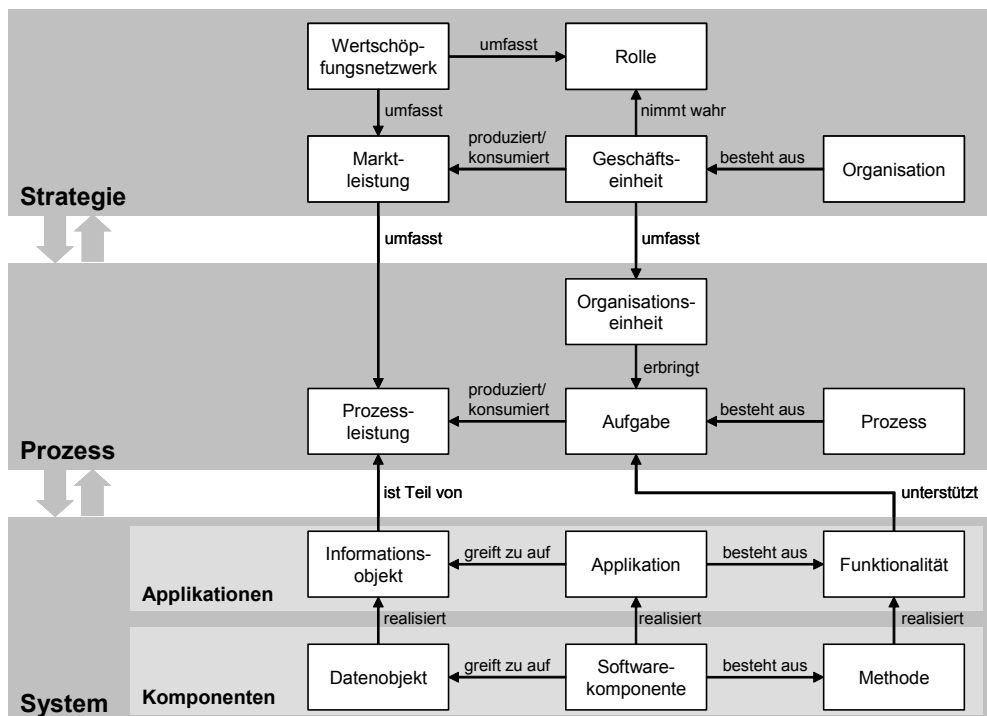 Wertschöp-
fungsnetzwerk
umfasst
Rolle
umfasst
nimmt wahr
Markt-
leistung
produziert/
konsumiert
Geschäfts-
einheit
besteht aus
Organisation
Strategie
umfasst
umfasst
Organisations-
einheit
erbringt
Prozess-
leistung
produziert/
konsumiert
Aufgabe
besteht aus
Prozess
Prozess
ist Teil von
unterstützt
Informations-
objekt
greift zu auf
Applikation
besteht aus
Funktionalität
Applikationen
realisiert
realisiert
realisiert
Datenobjekt
greift zu auf
Software-
komponente
besteht aus
Methode
Komponenten
System